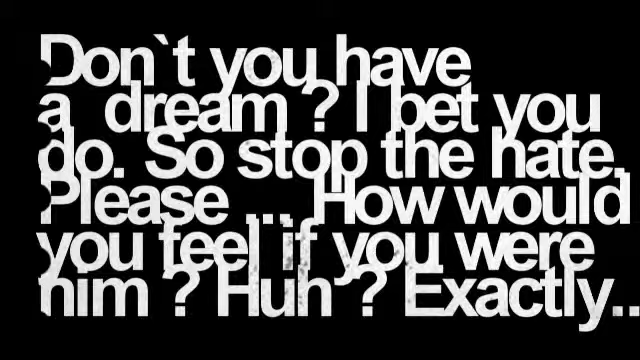 Don`t you have
a dream ? I bet you
do. So stop the hate.
Please ... How would
you feel if you were
him ? Huh ? Exactly..